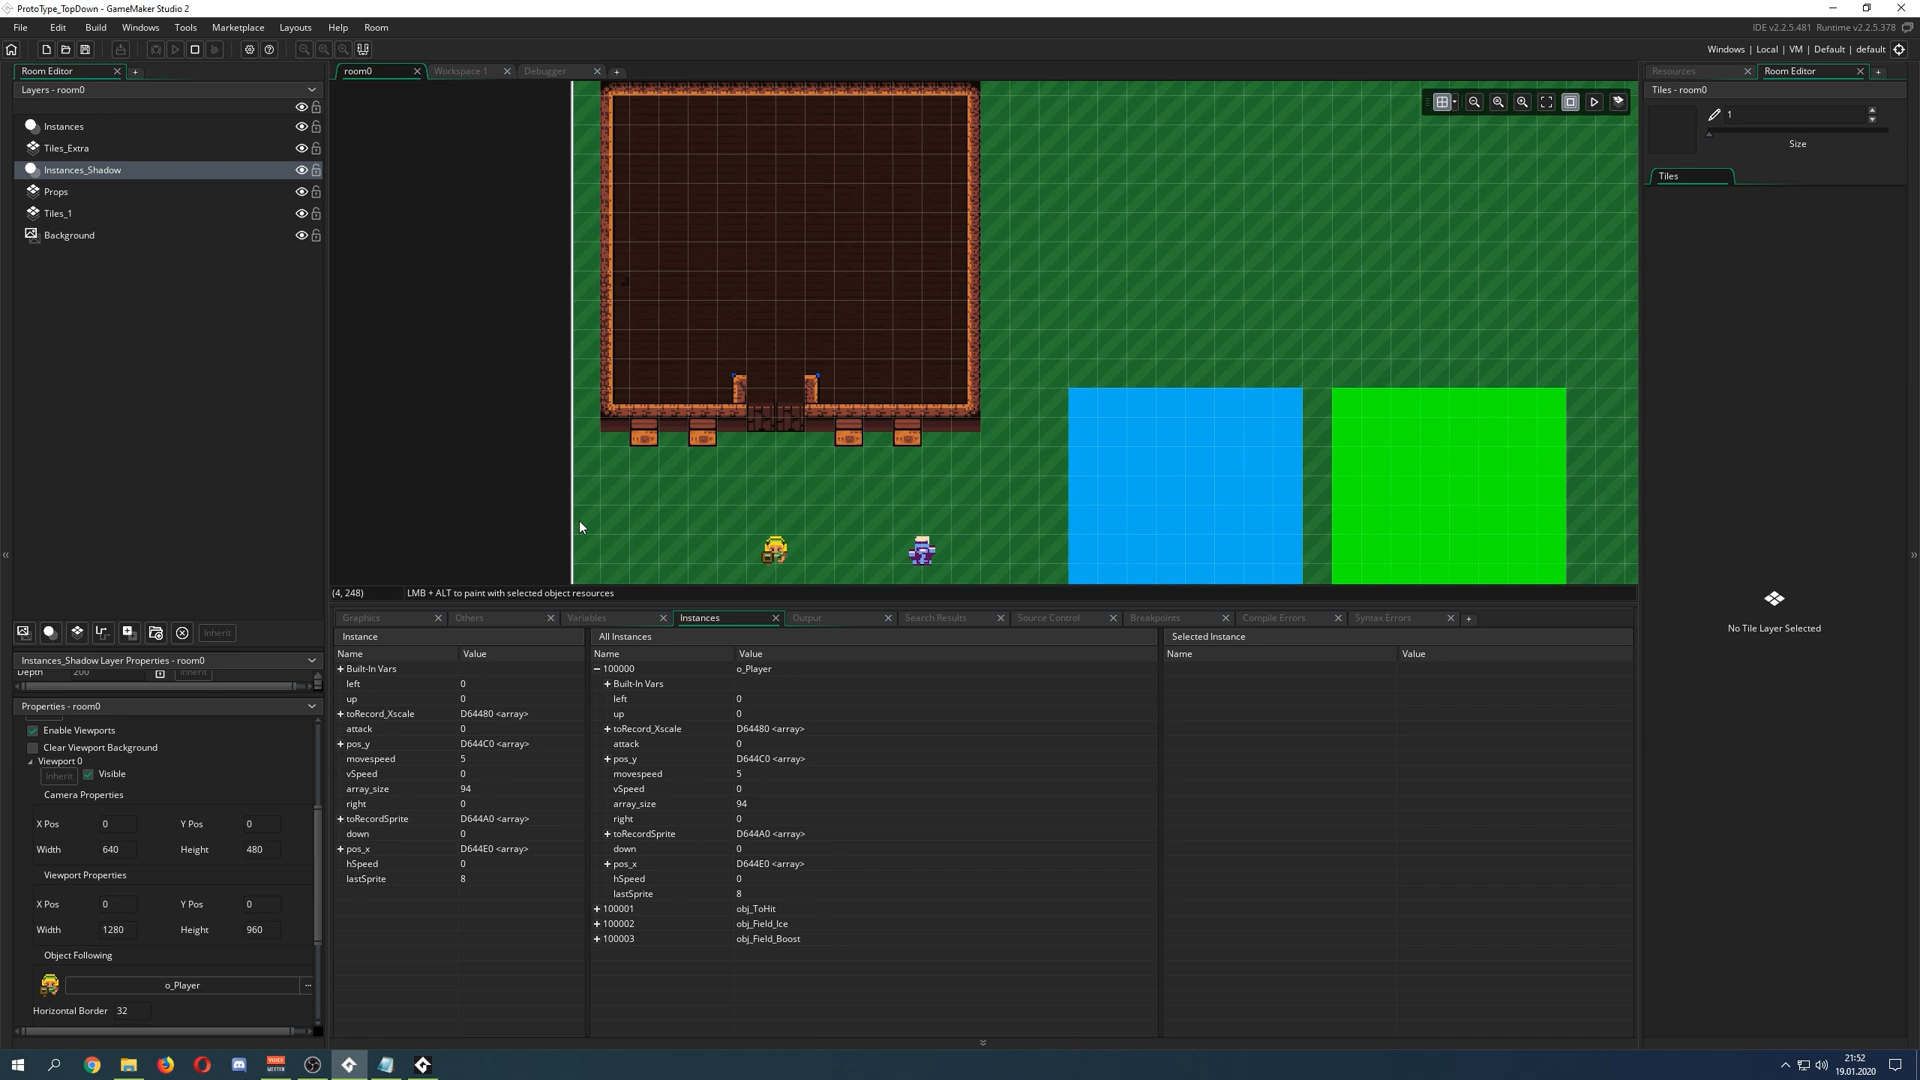 ProtoType_TopDown - GameMaker Studio 2
File Edit Build Windows Tools Marketplace Layouts Help Room
IDE v2.2.5.481 Runtime v2.2.5.378
Windows | Local | VM | Default | default
Room Editor
room0 Workspace 1 Debugger
Resources Room Editor
Layers - room0
Tiles - room0
Instances
Tiles_Extra
Instances_Shadow
Props
Tiles_1
Background
1
Size
Tiles
No Tile Layer Selected
(4, 248) LMB + ALT to paint with selected object resources
Inherit
Instances_Shadow Layer Properties - room0
Depth 200 Inherit
Properties - room0
Enable Viewports
Clear Viewport Background
Viewport 0
Inherit Visible
Camera Properties
X Pos 0 Y Pos 0
Width 640 Height 480
Viewport Properties
X Pos 0 Y Pos 0
Width 1280 Height 960
Object Following
o_Player ...
Horizontal Border 32
Graphics Others Variables Instances Output Search Results Source Control Breakpoints Compile Errors Syntax Errors
Instance
Name Value
Built-In Vars
left 0
up 0
toRecord_Xscale D64480 <array>
attack 0
pos_y D644C0 <array>
movespeed 5
vSpeed 0
array_size 94
right 0
toRecordSprite D644A0 <array>
down 0
pos_x D644E0 <array>
hSpeed 0
lastSprite 8
All Instances
Name Value
100000 o_Player
Built-In Vars
left 0
up 0
toRecord_Xscale D64480 <array>
attack 0
pos_y D644C0 <array>
movespeed 5
vSpeed 0
array_size 94
right 0
toRecordSprite D644A0 <array>
down 0
pos_x D644E0 <array>
hSpeed 0
lastSprite 8
100001 obj_ToHit
100002 obj_Field_Ice
100003 obj_Field_Boost
Selected Instance
Name Value
21:52
19.01.2020